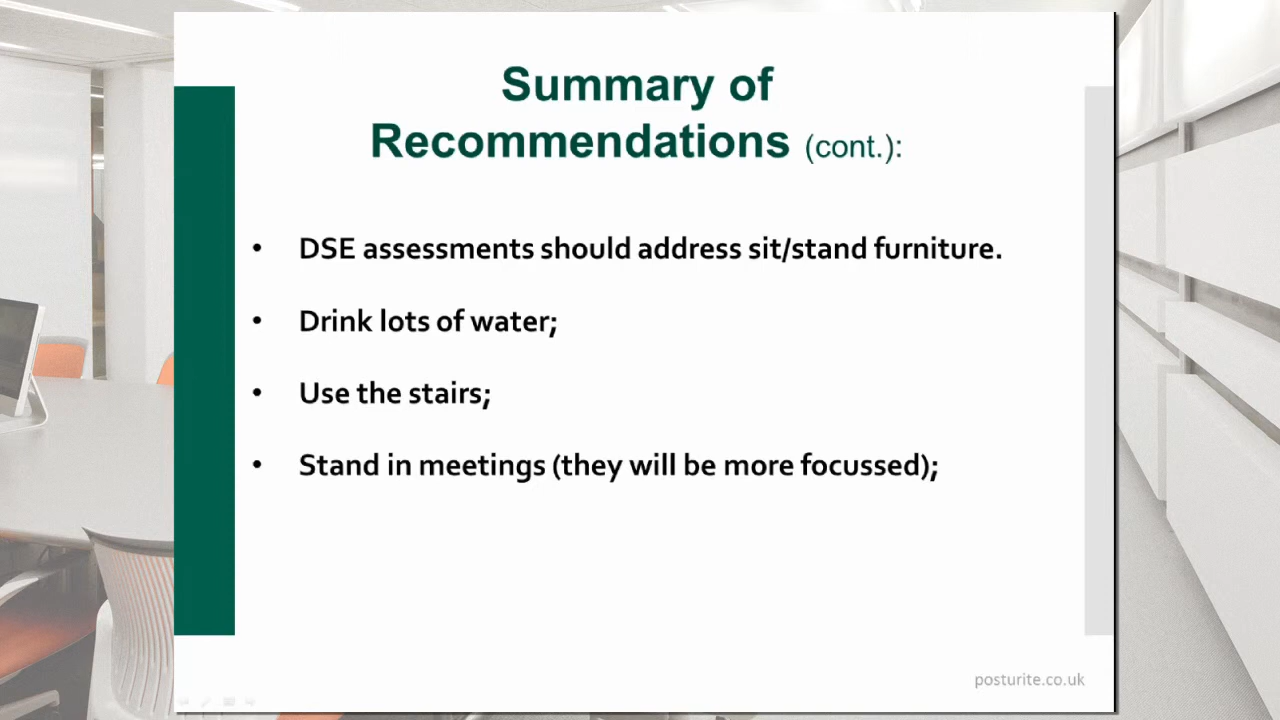 Summary of
Recommendations (cont.):
• DSE assessments should address sit/stand furniture.
• Drink lots of water;
• Use the stairs;
• Stand in meetings (they will be more focussed);
posturite.co.uk